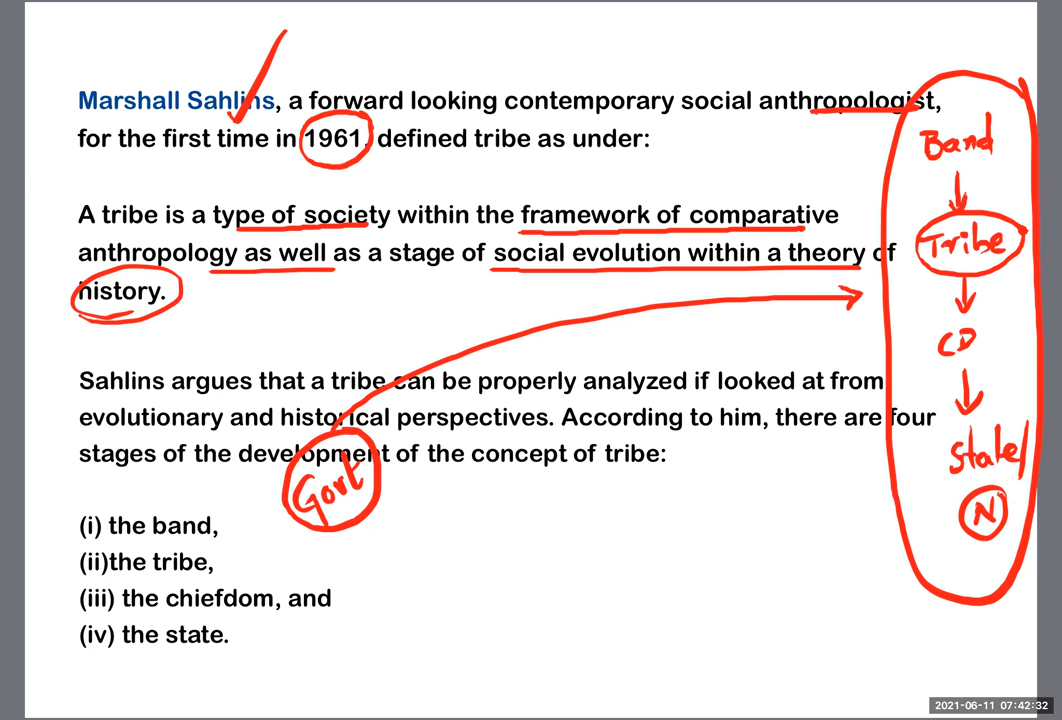 Marshall Sahlins, a forward looking contemporary social anthropologist,
for the first time in 1961, defined tribe as under:
A tribe is a type of society within the framework of comparative
anthropology as well as a stage of social evolution within a theory of
history.
Sahlins argues that a tribe can be properly analyzed if looked at from
evolutionary and historical perspectives. According to him, there are four
stages of the development of the concept of tribe:
(i) the band,
(ii)the tribe,
(iii) the chiefdom, and
(iv) the state.
Govt
Band
Tribe
CD
State/
N
2021-06-11 07:42:32